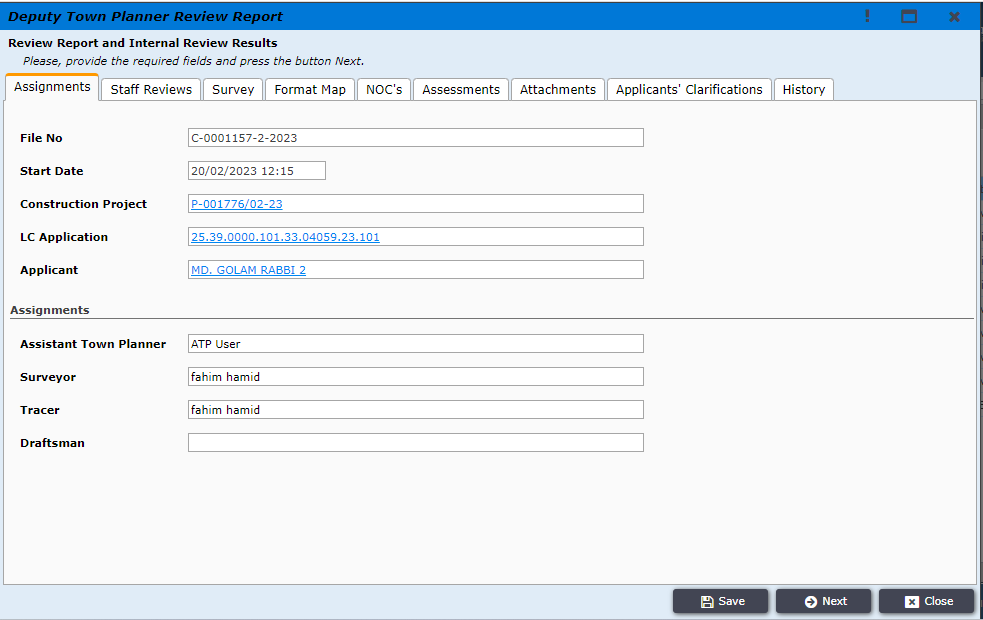 Deputy Town Planner Review Report
Review Report and Internal Review Results
Please, provide the required fields and press the button Next.
Assignments Staff Reviews Survey Format Map NOC's Assessments Attachments Applicants' Clarifications History
File No C-0001157-2-2023
Start Date 20/02/2023 12:15
Construction Project P-001776/02-23
LC Application 25.39.0000.101.33.04059.23.101
Applicant MD. GOLAM RABBI 2
Assignments
Assistant Town Planner ATP User
Surveyor fahim hamid
Tracer fahim hamid
Draftsman
Save Next Close